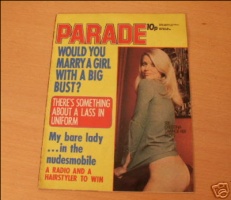 PARADE
10p
WOULD YOU
MARRY A GIRL
WITH A BIG
BUST?
THERE'S SOMETHING
ABOUT A LASS IN
UNIFORM
My bare lady
...in the
nudesmobile
A RADIO AND A
HAIRSTYLER TO WIN